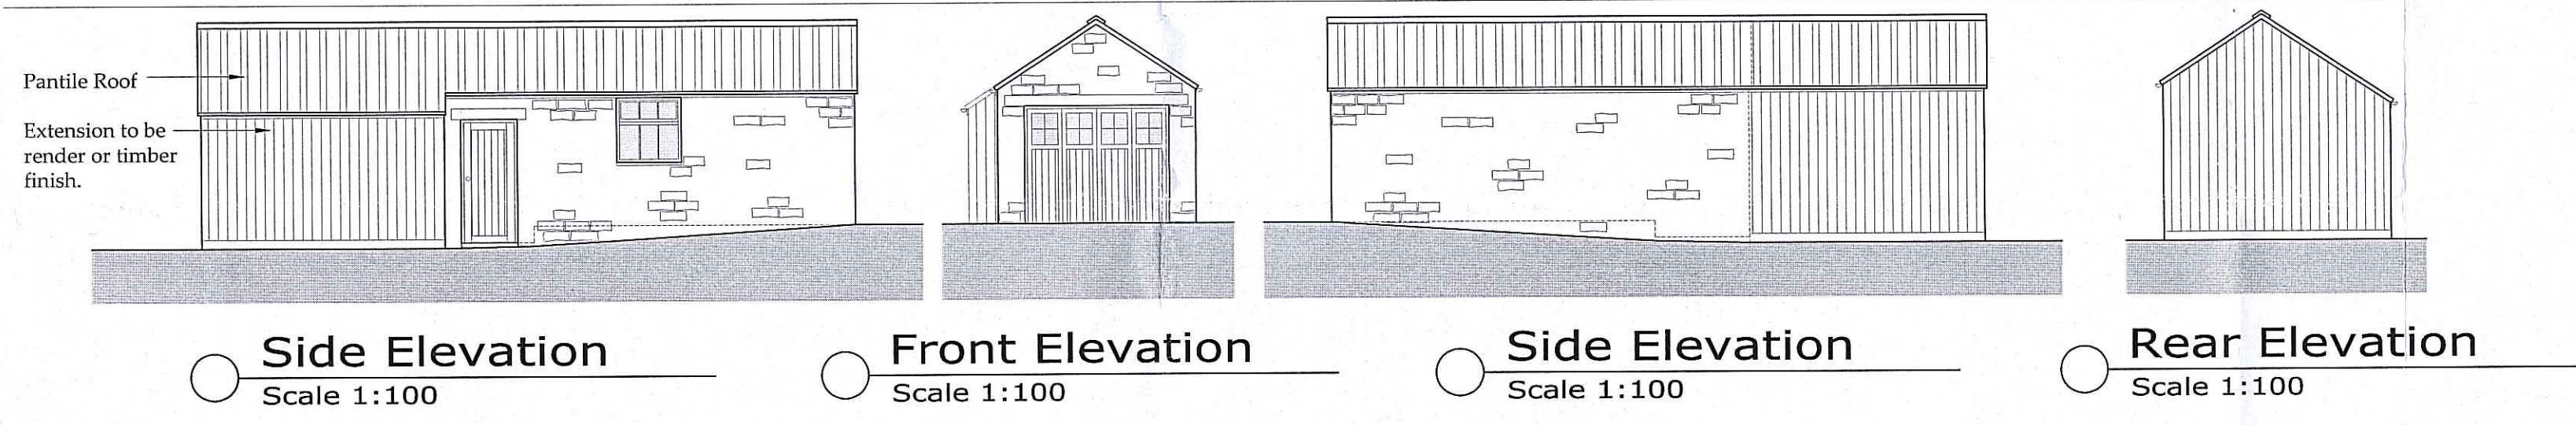 Pantile Roof
Extension to be
render or timber
finish.
Side Elevation
Scale 1:100
Front Elevation
Scale 1:100
Side Elevation
Scale 1:100
Rear Elevation
Scale 1:100